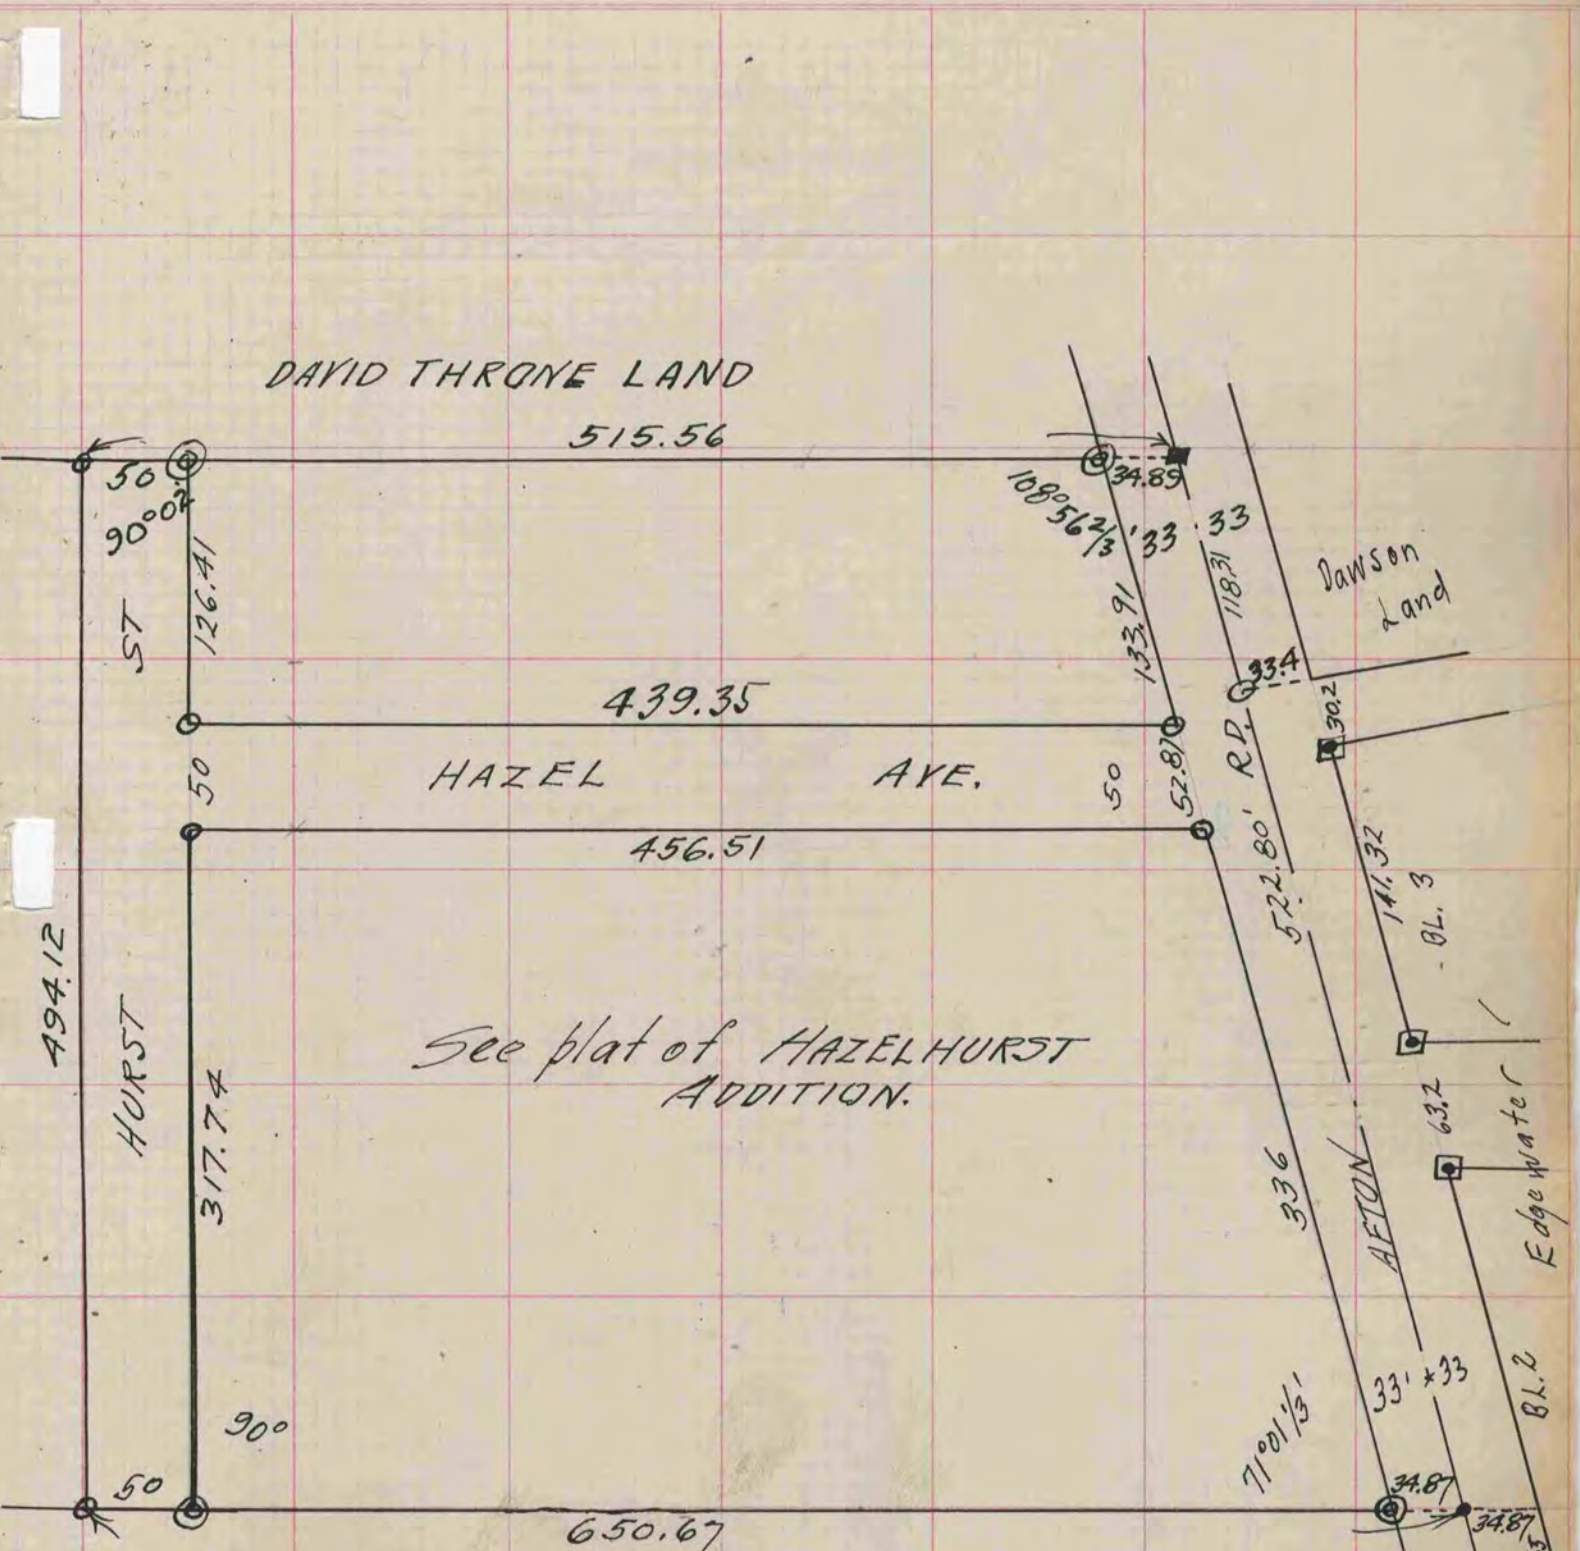 DAVID THRONE LAND
515.56
50
34.89
90°02'
108°56 2/3'
33
33
126.41
133.91
118.31
Dawson
Land
ST
33.4
30.2
439.35
RD.
50
HAZEL AVE.
50
52.87
456.51
522.80'
141.32
BL. 3
494.12
HURST
See plat of HAZELHURST
ADDITION.
317.74
63.2
Edgewater
336
AFTON
33' * 33
BL. 2
90°
71°01 1/3'
50
34.87
650.67
34.87